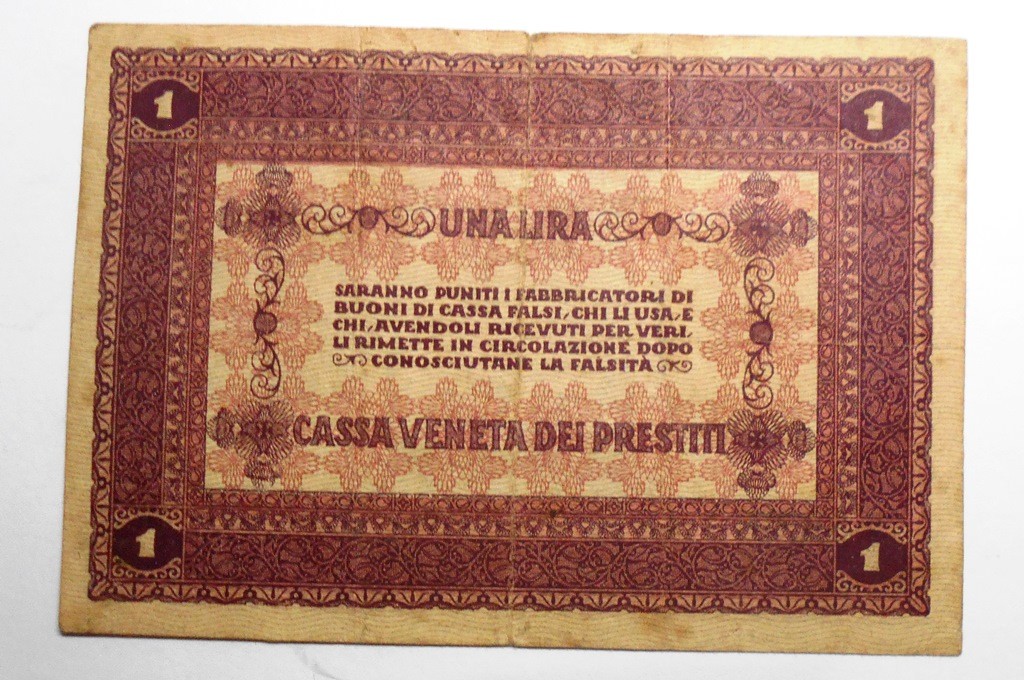 1 1
UNA LIRA
SARANNO PUNITI I FABBRICATORI DI
BUONI DI CASSA FALSI, CHI LI USA, E
CHI, AVENDOLI RICEVUTI PER VERI,
LI RIMETTE IN CIRCOLAZIONE DOPO
CONOSCIUTANE LA FALSITÀ
CASSA VENETA DEI PRESTITI
1 1